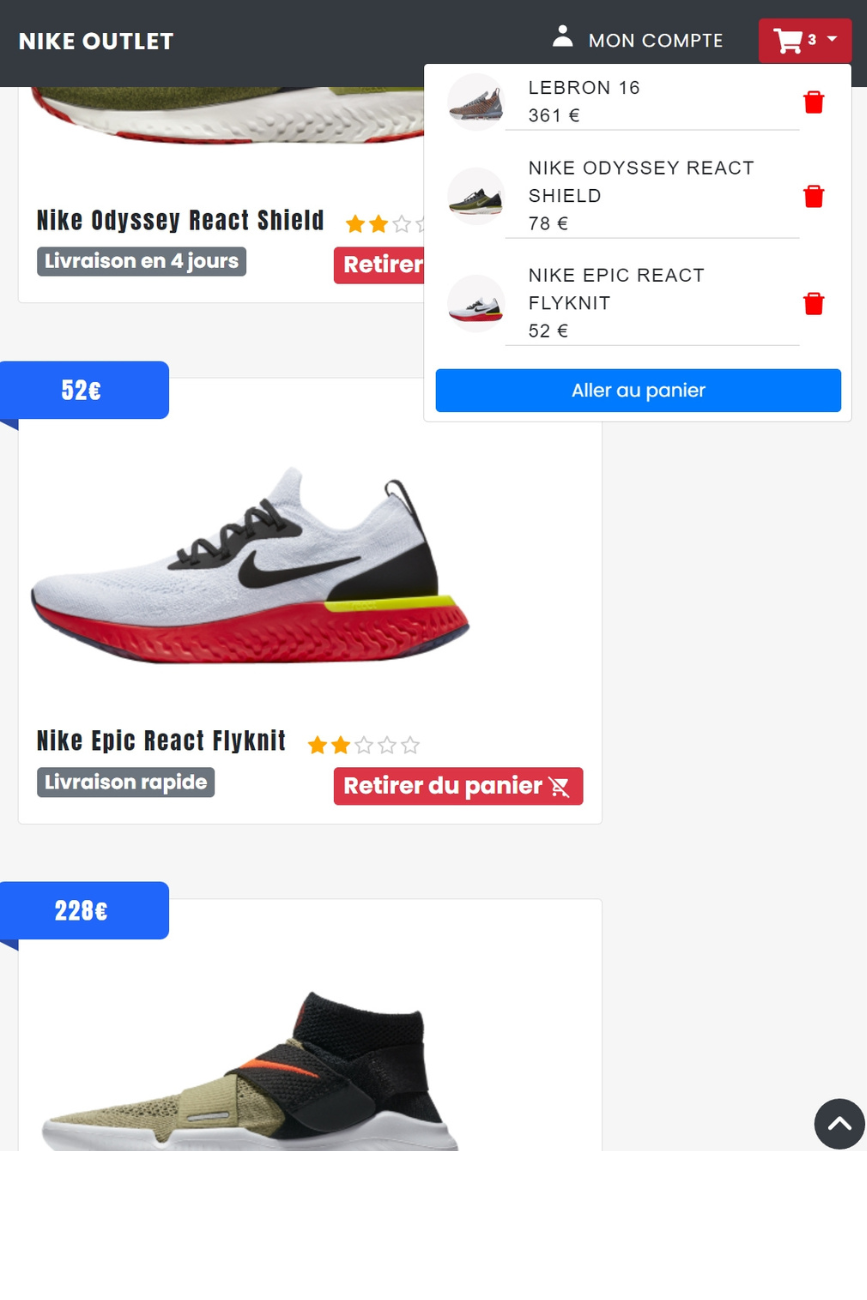 NIKE OUTLET
MON COMPTE
3
LEBRON 16
361 €
NIKE ODYSSEY REACT
SHIELD
78 €
NIKE EPIC REACT
FLYKNIT
52 €
Aller au panier
Nike Odyssey React Shield
Livraison en 4 jours
Retirer
52€
Nike Epic React Flyknit
Livraison rapide
Retirer du panier
228€